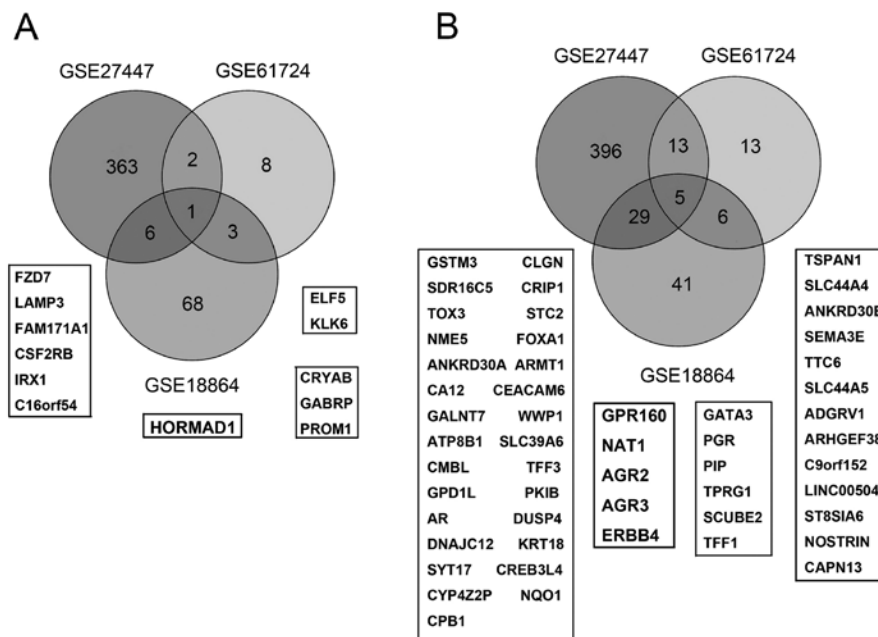 A
GSE27447
GSE61724
363
2
8
1
6
3
68
GSE18864
FZD7
LAMP3
FAM171A1
CSF2RB
IRX1
C16orf54
ELF5
KLK6
CRYAB
GABRP
PROM1
HORMAD1
B
GSE27447
GSE61724
396
13
13
5
29
6
41
GSE18864
GSTM3 CLGN
SDR16C5 CRIP1
TOX3 STC2
NME5 FOXA1
ANKRD30A ARMT1
CA12 CEACAM6
GALNT7 WWP1
ATP8B1 SLC39A6
CMBL TFF3
GPD1L PKIB
AR DUSP4
DNAJC12 KRT18
SYT17 CREB3L4
CYP4Z2P NQO1
CPB1
GPR160
NAT1
AGR2
AGR3
ERBB4
GATA3
PGR
PIP
TPRG1
SCUBE2
TFF1
TSPAN1
SLC44A4
SEMA3E
TTC6
SLC44A5
ADGRV1
ARHGEF38
C9orf152
LINC00504
ST8SIA6
NOSTRIN
CAPN13